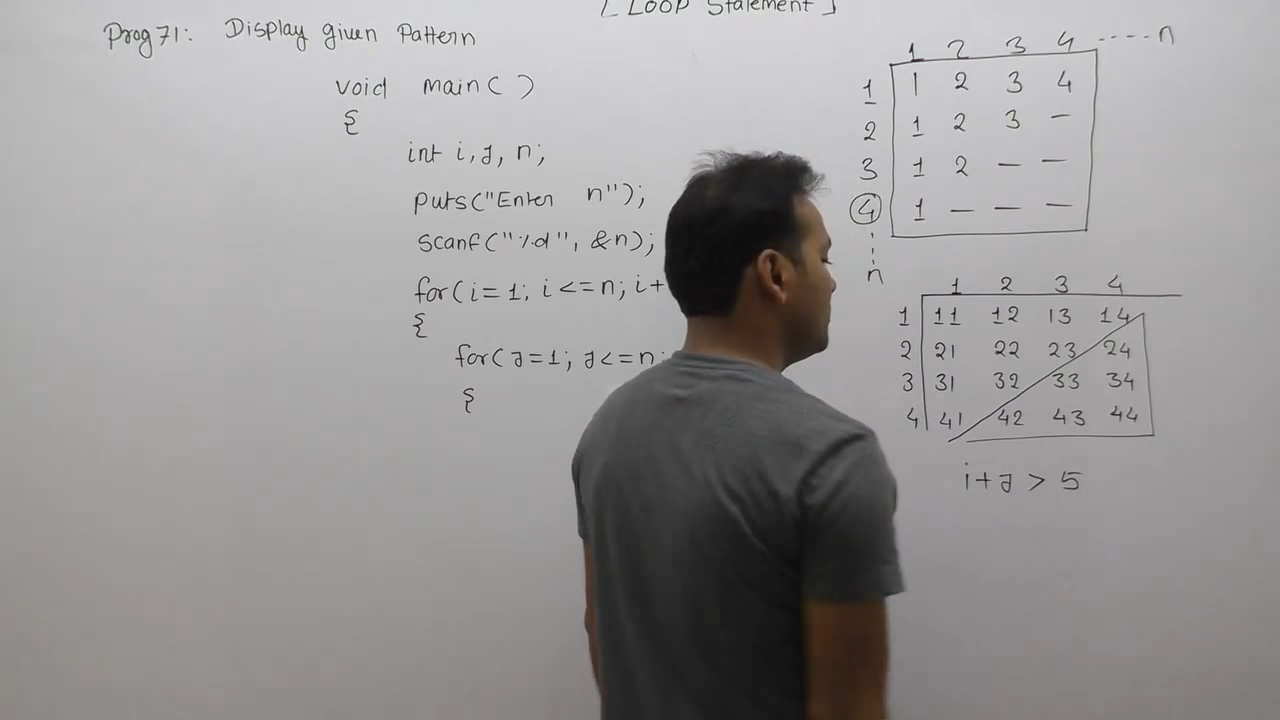 [ Loop Statement ]
Prog 71: Display given Pattern
void main( )
{
int i, j, n;
puts("Enter n");
scanf("%d", &n);
for(i=1; i<=n; i+
{
for(j=1; j<=n;
{
1 2 3 4 ----- n
1 1 2 3 4
2 1 2 3 —
3 1 2 — —
4 1 — — —
n
1 2 3 4
1 11 12 13 14
2 21 22 23 24
3 31 32 33 34
4 41 42 43 44
i+j > 5